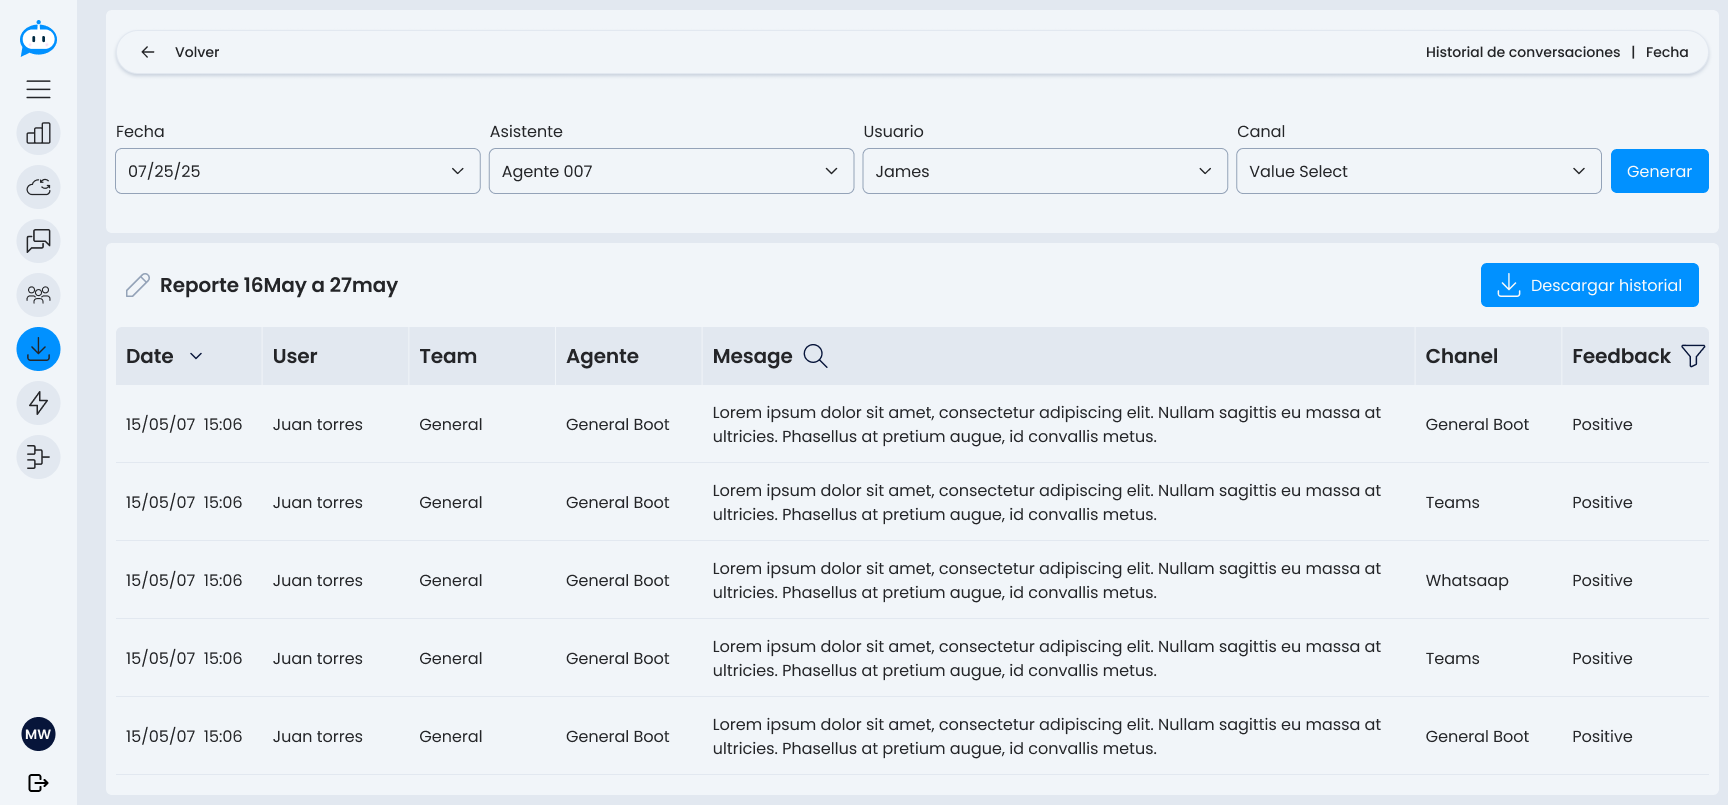 Volver
Historial de conversaciones | Fecha
Fecha
Asistente
Usuario
Canal
07/25/25
Agente 007
James
Value Select
Generar
Reporte 16May a 27may
Descargar historial
Date
User
Team
Agente
Mesage
Chanel
Feedback
15/05/07 15:06
Juan torres
General
General Boot
Lorem ipsum dolor sit amet, consectetur adipiscing elit. Nullam sagittis eu massa at
ultricies. Phasellus at pretium augue, id convallis metus.
General Boot
Positive
15/05/07 15:06
Juan torres
General
General Boot
Lorem ipsum dolor sit amet, consectetur adipiscing elit. Nullam sagittis eu massa at
ultricies. Phasellus at pretium augue, id convallis metus.
Teams
Positive
15/05/07 15:06
Juan torres
General
General Boot
Lorem ipsum dolor sit amet, consectetur adipiscing elit. Nullam sagittis eu massa at
ultricies. Phasellus at pretium augue, id convallis metus.
Whatsaap
Positive
15/05/07 15:06
Juan torres
General
General Boot
Lorem ipsum dolor sit amet, consectetur adipiscing elit. Nullam sagittis eu massa at
ultricies. Phasellus at pretium augue, id convallis metus.
Teams
Positive
15/05/07 15:06
Juan torres
General
General Boot
Lorem ipsum dolor sit amet, consectetur adipiscing elit. Nullam sagittis eu massa at
ultricies. Phasellus at pretium augue, id convallis metus.
General Boot
Positive
MW